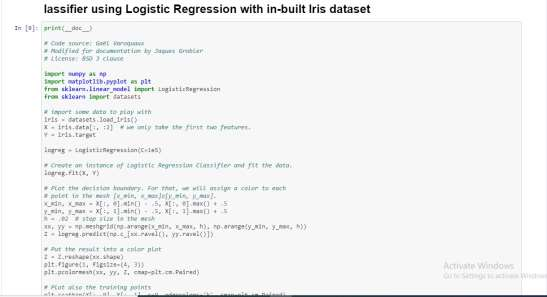 lassifier using Logistic Regression with in-built Iris dataset
In [8]: print(__doc__)
# Code source: Gaël Varoquaux
# Modified for documentation by Jaques Grobler
# License: BSD 3 clause
import numpy as np
import matplotlib.pyplot as plt
from sklearn.linear_model import LogisticRegression
from sklearn import datasets
# import some data to play with
iris = datasets.load_iris()
X = iris.data[:, :2]  # we only take the first two features.
Y = iris.target
logreg = LogisticRegression(C=1e5)
# Create an instance of Logistic Regression Classifier and fit the data.
logreg.fit(X, Y)
# Plot the decision boundary. For that, we will assign a color to each
# point in the mesh [x_min, x_max]x[y_min, y_max].
x_min, x_max = X[:, 0].min() - .5, X[:, 0].max() + .5
y_min, y_max = X[:, 1].min() - .5, X[:, 1].max() + .5
h = .02  # step size in the mesh
xx, yy = np.meshgrid(np.arange(x_min, x_max, h), np.arange(y_min, y_max, h))
Z = logreg.predict(np.c_[xx.ravel(), yy.ravel()])
# Put the result into a color plot
Z = Z.reshape(xx.shape)
plt.figure(1, figsize=(4, 3))
plt.pcolormesh(xx, yy, Z, cmap=plt.cm.Paired)
# Plot also the training points
Activate Windows
Go to Settings to activate Window